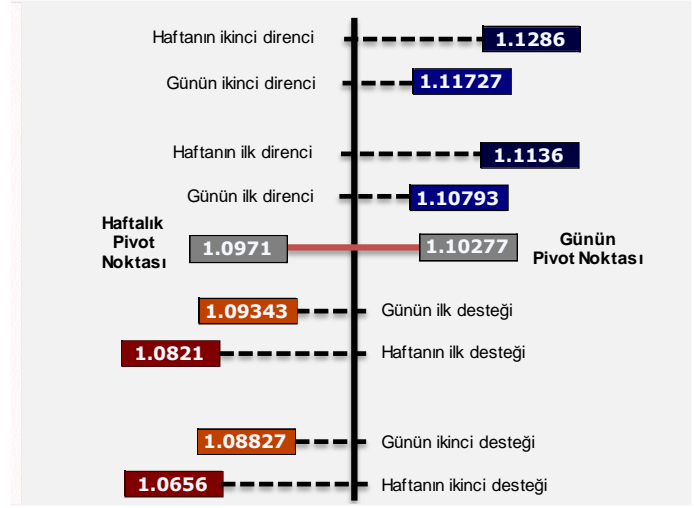 Haftanın ikinci direnci 1.1286
Günün ikinci direnci 1.11727
Haftanın ilk direnci 1.1136
Günün ilk direnci 1.10793
Haftalık
Pivot
Noktası
1.0971
1.10277
Günün
Pivot Noktası
1.09343 Günün ilk desteği
1.0821 Haftanın ilk desteği
1.08827 Günün ikinci desteği
1.0656 Haftanın ikinci desteği